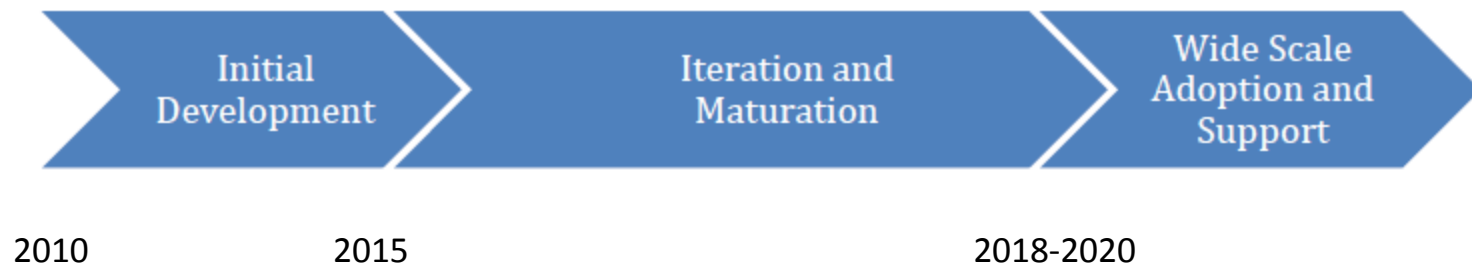 Initial
Development
Iteration and
Maturation
Wide Scale
Adoption and
Support
2010
2015
2018-2020